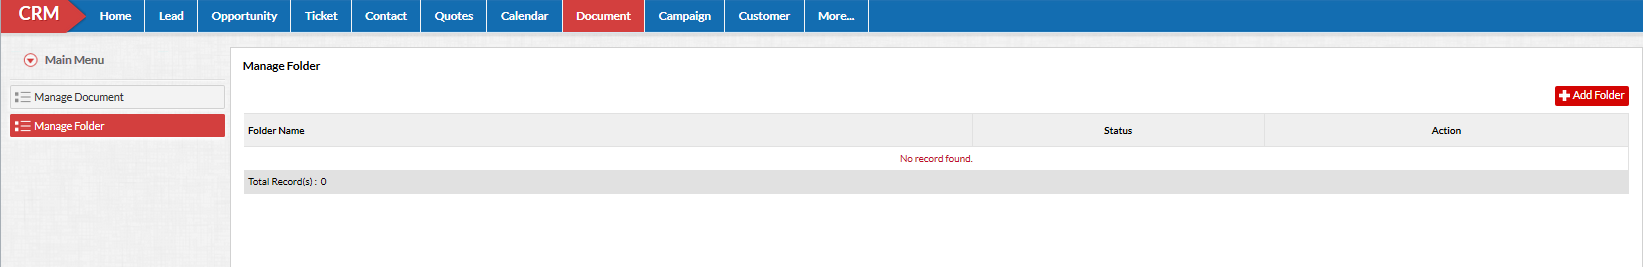 CRM Home Lead Opportunity Ticket Contact Quotes Calendar Document Campaign Customer More...
Main Menu
Manage Document
Manage Folder
Manage Folder
Add Folder
Folder Name Status Action
No record found.
Total Record(s) : 0